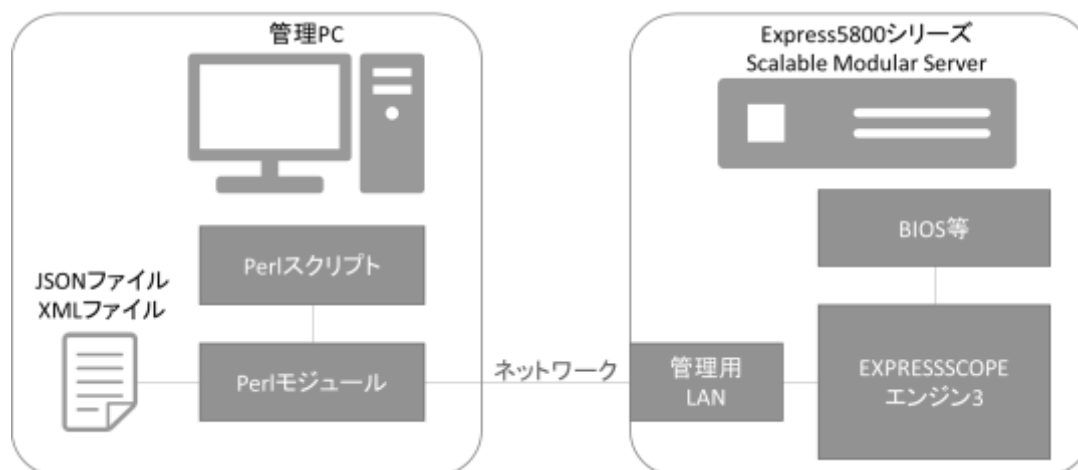 管理PC
Perlスクリプト
JSONファイル
XMLファイル
Perlモジュール
ネットワーク
Express5800シリーズ
Scalable Modular Server
BIOS等
管理用
LAN
EXPRESSSCOPE
エンジン3